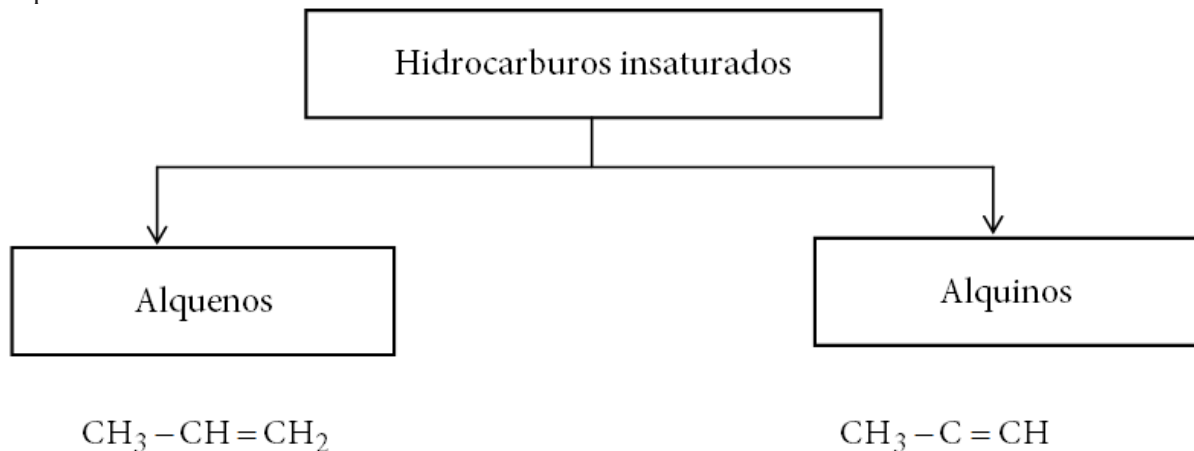 Hidrocarburos insaturados
Alquenos
Alquinos
CH₃ – CH = CH₂
CH₃ – C = CH